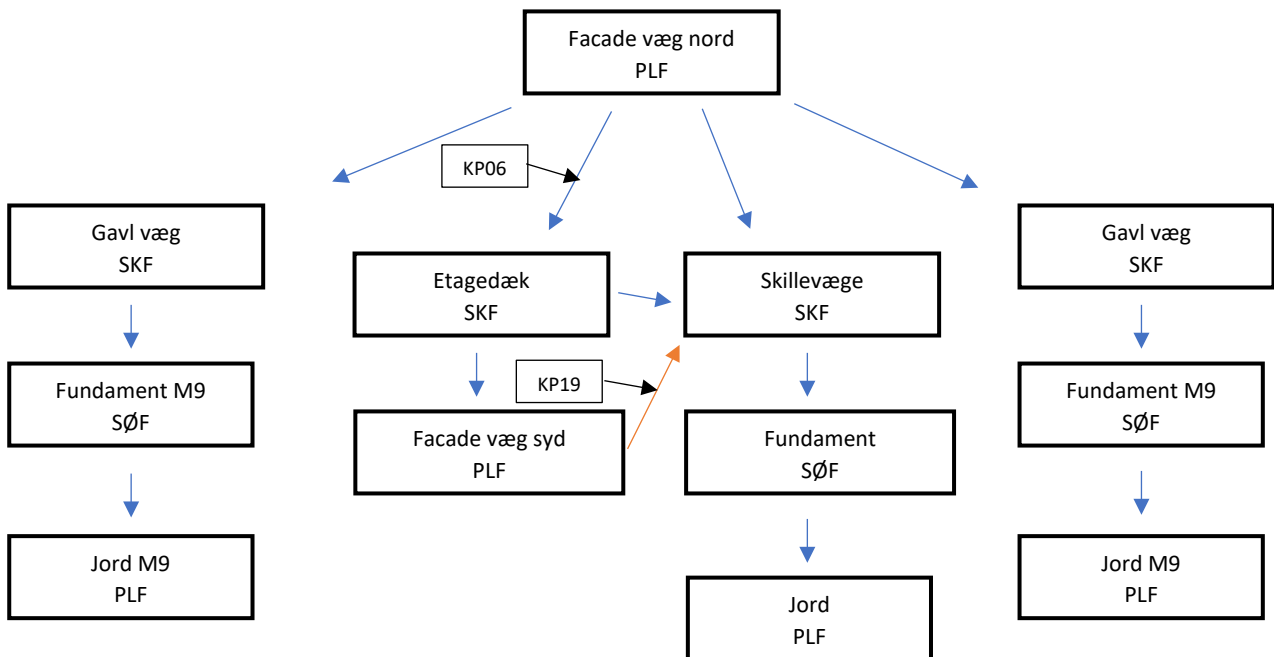 Facade væg nord
PLF
KP06
Gavl væg
SKF
Etagedæk
SKF
Skillevæge
SKF
Gavl væg
SKF
Fundament M9
SØF
KP19
Facade væg syd
PLF
Fundament
SØF
Fundament M9
SØF
Jord M9
PLF
Jord
PLF
Jord M9
PLF